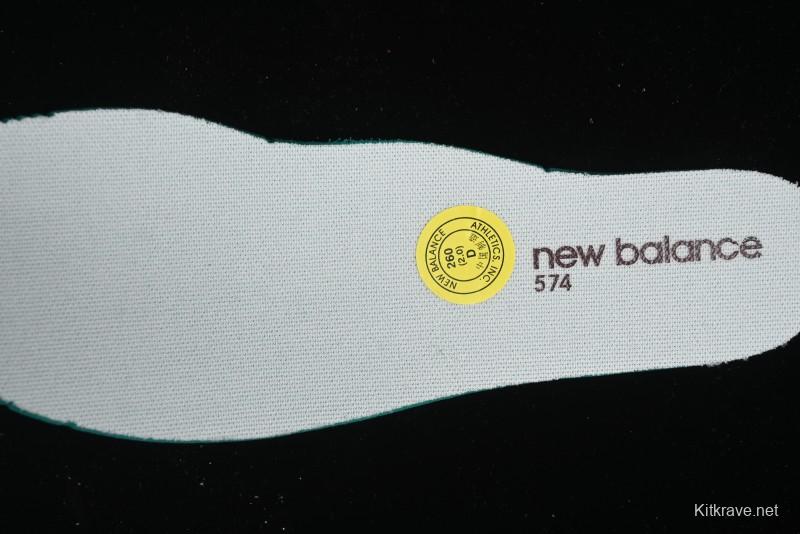 NEW BALANCE ATHLETICS, INC.
260
(2.0)
D
new balance
574
Kitkrave.net